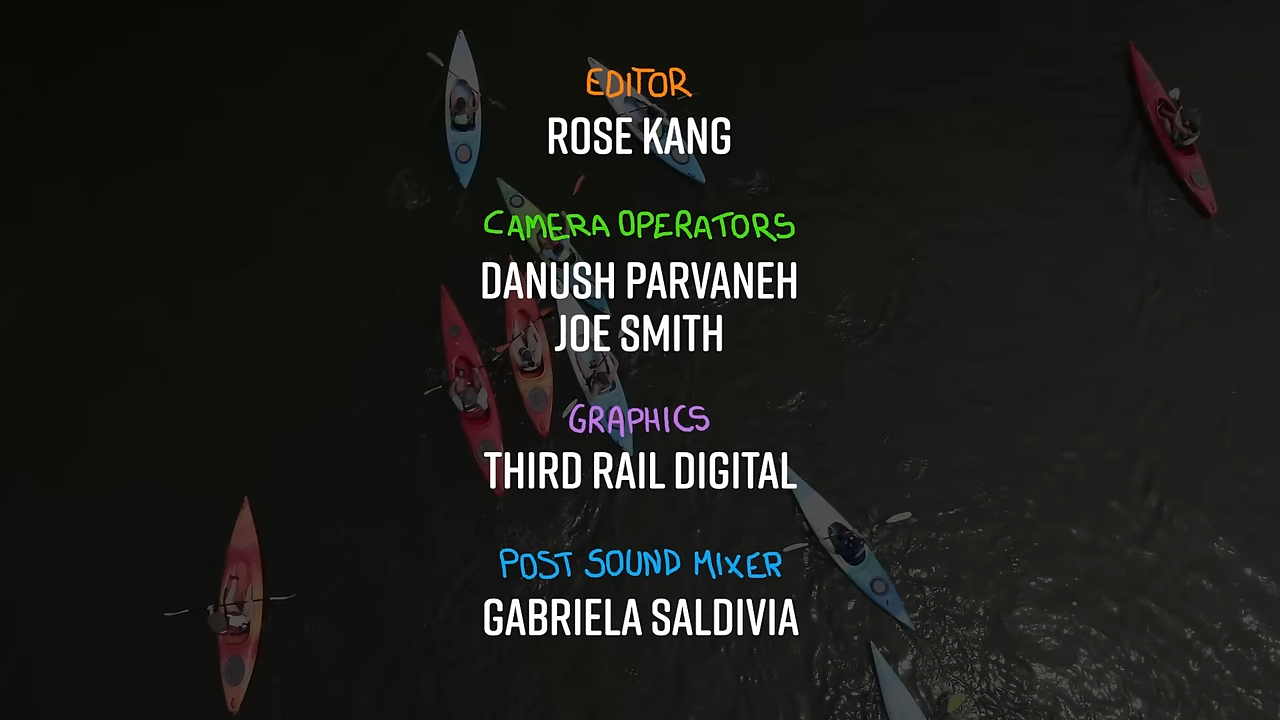 EDITOR
ROSE KANG
CAMERA OPERATORS
DANUSH PARVANEH
JOE SMITH
GRAPHICS
THIRD RAIL DIGITAL
POST SOUND MIXER
GABRIELA SALDIVIA